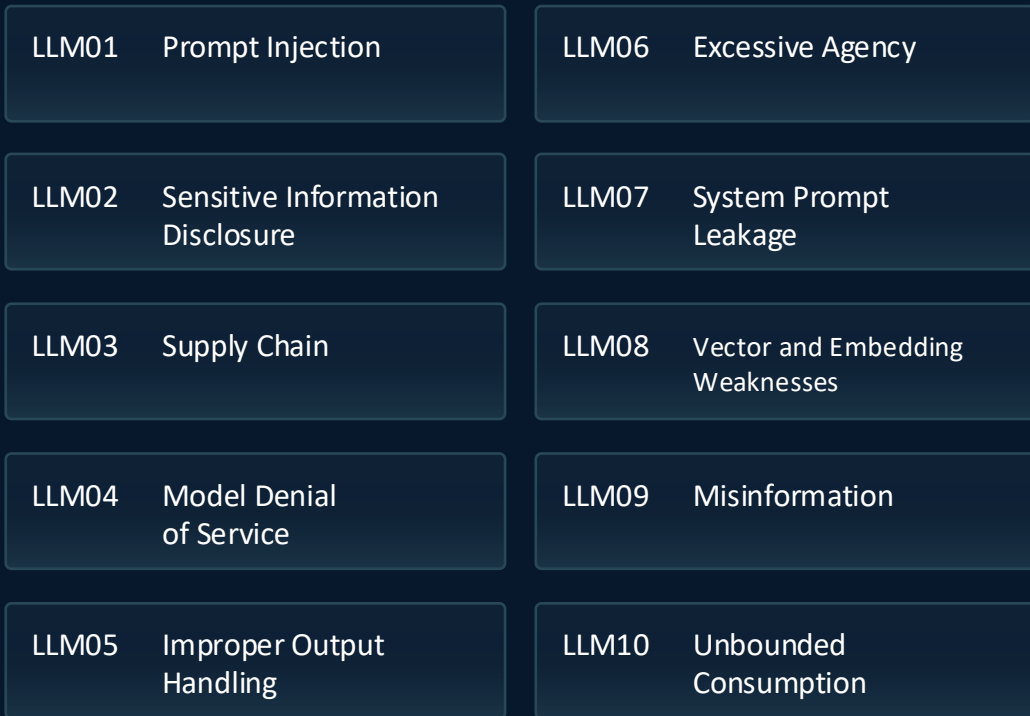 LLM01 Prompt Injection
LLM02 Sensitive Information
Disclosure
LLM03 Supply Chain
LLM04 Model Denial
of Service
LLM05 Improper Output
Handling
LLM06 Excessive Agency
LLM07 System Prompt
Leakage
LLM08 Vector and Embedding
Weaknesses
LLM09 Misinformation
LLM10 Unbounded
Consumption